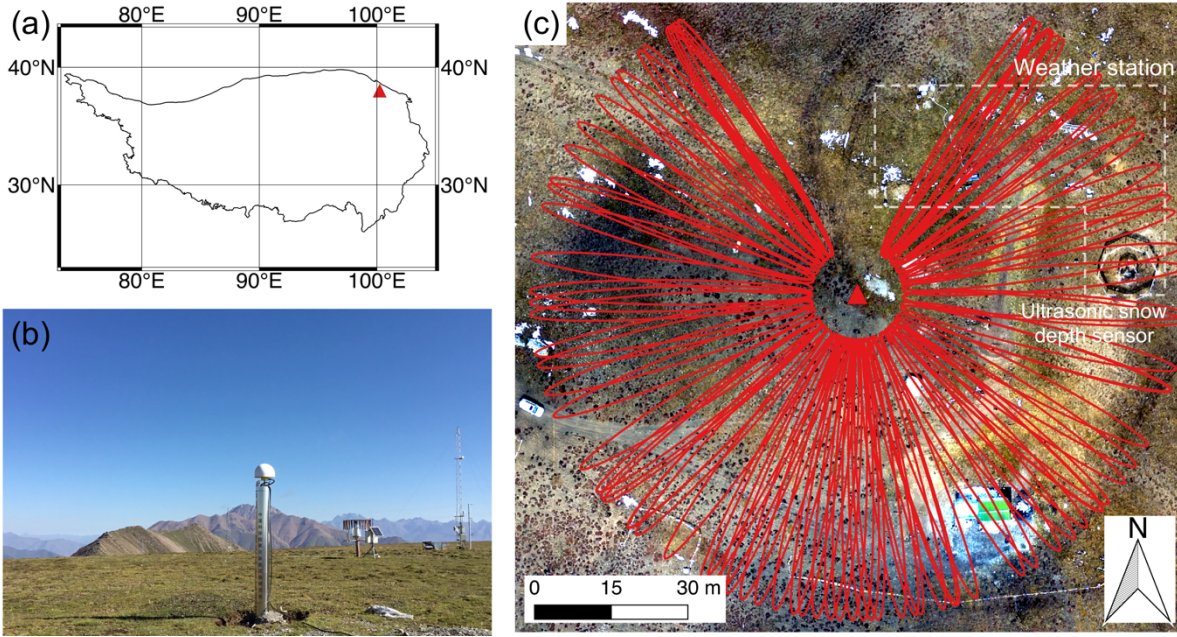 (a)
80°E 90°E 100°E
40°N 40°N
30°N 30°N
80°E 90°E 100°E
(b)
(c)
Weather station
Ultrasonic snow
depth sensor
0 15 30 m
N